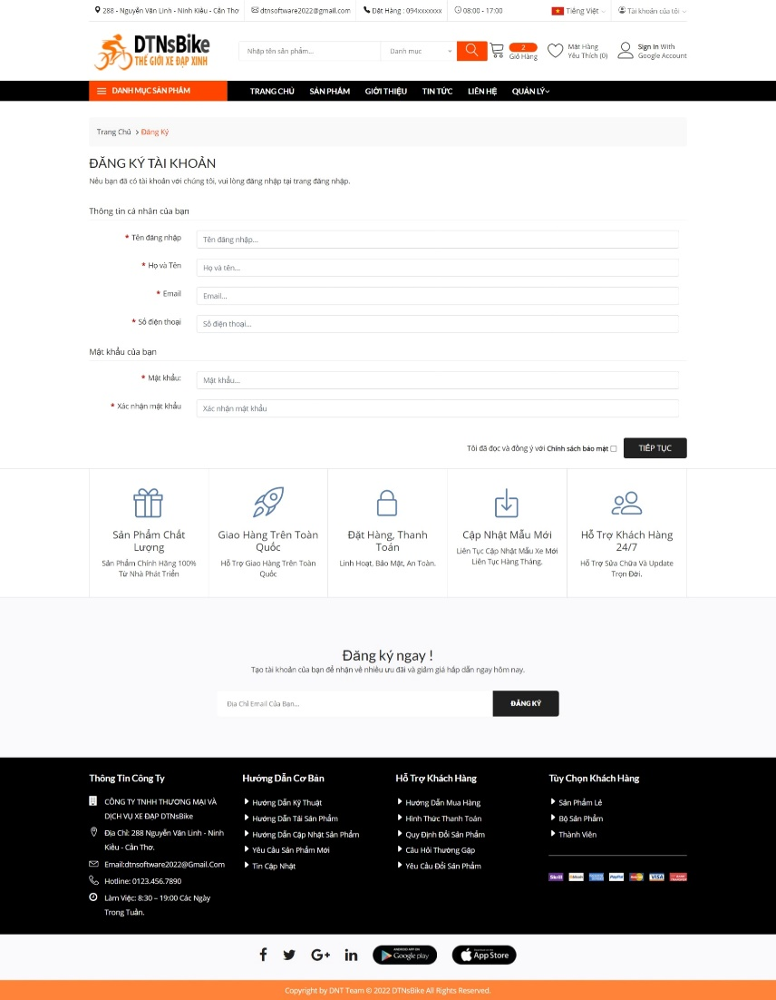 288 - Nguyễn Văn Linh - Ninh Kiều - Cần Thơ
dtnsoftware2022@gmail.com
Đặt Hàng : 094xxxxxxx
08:00 - 17:00
Tiếng Việt
Tài khoản của tôi
DTNsBike
THẾ GIỚI XE ĐẠP XINH
Nhập tên sản phẩm...
Danh mục
2
Giỏ Hàng
Mặt Hàng
Yêu Thích (0)
Sign In With
Google Account
DANH MỤC SẢN PHẨM
TRANG CHỦ
SẢN PHẨM
GIỚI THIỆU
TIN TỨC
LIÊN HỆ
QUẢN LÝ
Trang Chủ > Đăng Ký
ĐĂNG KÝ TÀI KHOẢN
Nếu bạn đã có tài khoản với chúng tôi, vui lòng đăng nhập tại trang đăng nhập.
Thông tin cá nhân của bạn
* Tên đăng nhập
Tên đăng nhập...
* Họ và Tên
Họ và tên...
* Email
Email...
* Số điện thoại
Số điện thoại...
Mật khẩu của bạn
* Mật khẩu:
Mật khẩu...
* Xác nhận mật khẩu
Xác nhận mật khẩu
Tôi đã đọc và đồng ý với Chính sách bảo mật
TIẾP TỤC
Sản Phẩm Chất
Lượng
Sản Phẩm Chính Hãng 100%
Từ Nhà Phát Triển
Giao Hàng Trên Toàn
Quốc
Hỗ Trợ Giao Hàng Trên Toàn
Quốc
Đặt Hàng, Thanh
Toán
Linh Hoạt, Bảo Mật, An Toàn.
Cập Nhật Mẫu Mới
Liên Tục Cập Nhật Mẫu Xe Mới
Liên Tục Hàng Tháng.
Hỗ Trợ Khách Hàng
24/7
Hỗ Trợ Sửa Chữa Và Update
Trọn Đời.
Đăng ký ngay !
Tạo tài khoản của bạn để nhận về nhiều ưu đãi và giảm giá hấp dẫn ngay hôm nay.
Địa Chỉ Email Của Bạn...
ĐĂNG KÝ
Thông Tin Công Ty
CÔNG TY TNHH THƯƠNG MẠI VÀ
DỊCH VỤ XE ĐẠP DTNsBike
Địa Chỉ: 288 Nguyễn Văn Linh - Ninh
Kiều - Cần Thơ.
Email:dtnsoftware2022@Gmail.Com
Hotline: 0123.456.7890
Làm Việc: 8:30 – 19:00 Các Ngày
Trong Tuần.
Hướng Dẫn Cơ Bản
Hướng Dẫn Kỹ Thuật
Hướng Dẫn Tải Sản Phẩm
Hướng Dẫn Cập Nhật Sản Phẩm
Yêu Cầu Sản Phẩm Mới
Tin Cập Nhật
Hỗ Trợ Khách Hàng
Hướng Dẫn Mua Hàng
Hình Thức Thanh Toán
Quy Định Đổi Sản Phẩm
Câu Hỏi Thường Gặp
Yêu Cầu Đổi Sản Phẩm
Tùy Chọn Khách Hàng
Sản Phẩm Lẻ
Bộ Sản Phẩm
Thành Viên
Skrill
PayPal
VISA
Google play
App Store
Copyright by DNT Team © 2022 DTNsBike All Rights Reserved.